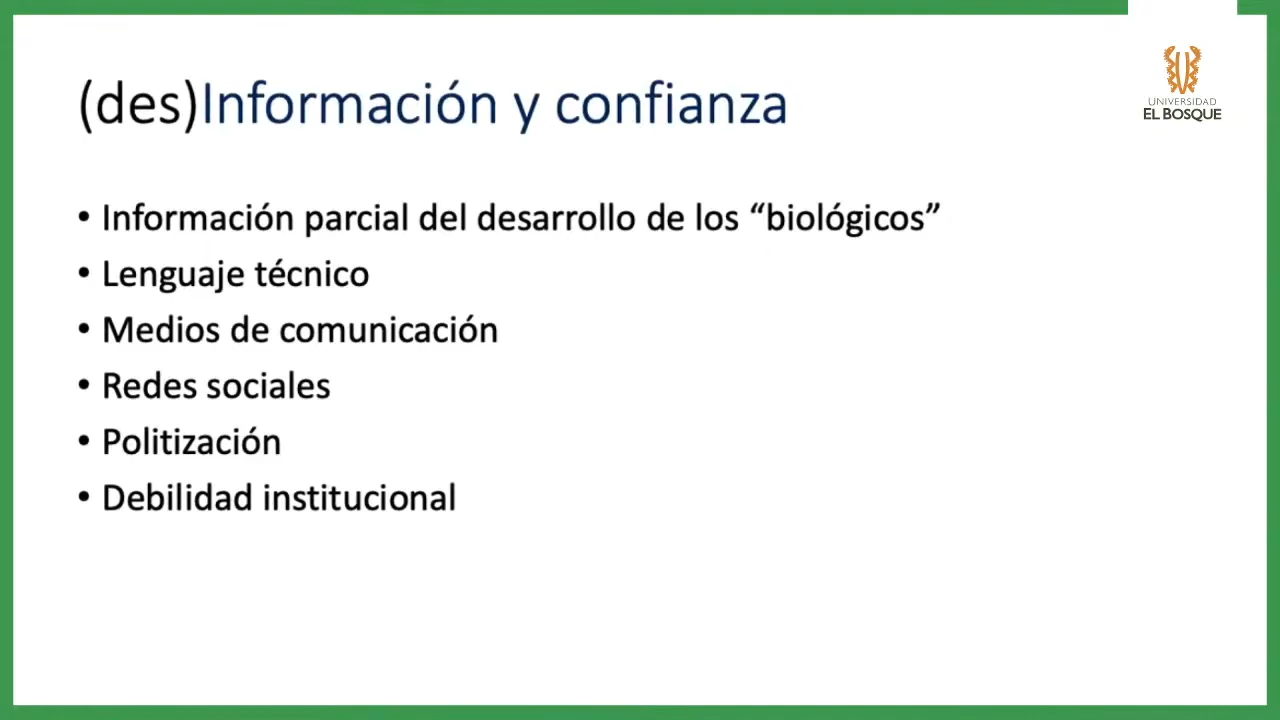 (des)Información y confianza
UNIVERSIDAD
EL BOSQUE
• Información parcial del desarrollo de los “biológicos”
• Lenguaje técnico
• Medios de comunicación
• Redes sociales
• Politización
• Debilidad institucional